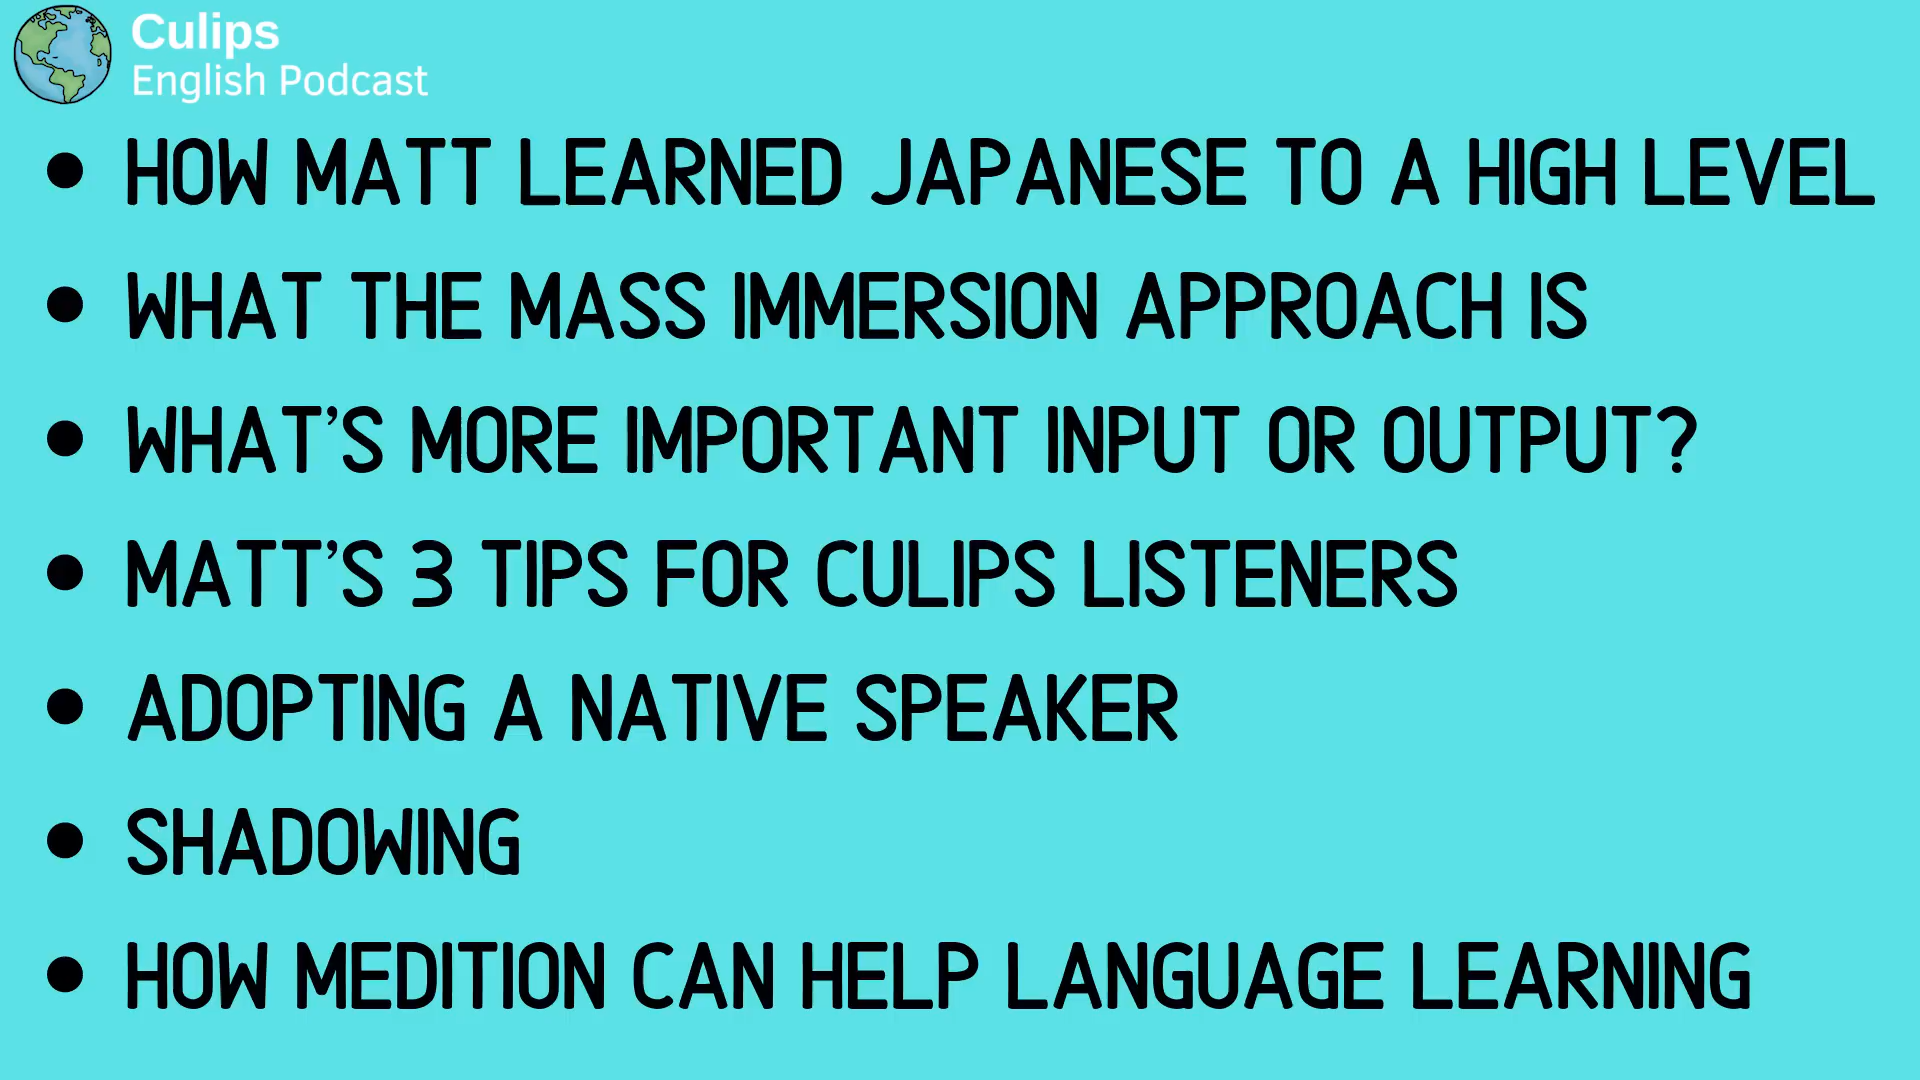 Culips
English Podcast
• HOW MATT LEARNED JAPANESE TO A HIGH LEVEL
• WHAT THE MASS IMMERSION APPROACH IS
• WHAT'S MORE IMPORTANT INPUT OR OUTPUT?
• MATT'S 3 TIPS FOR CULIPS LISTENERS
• ADOPTING A NATIVE SPEAKER
• SHADOWING
• HOW MEDITION CAN HELP LANGUAGE LEARNING